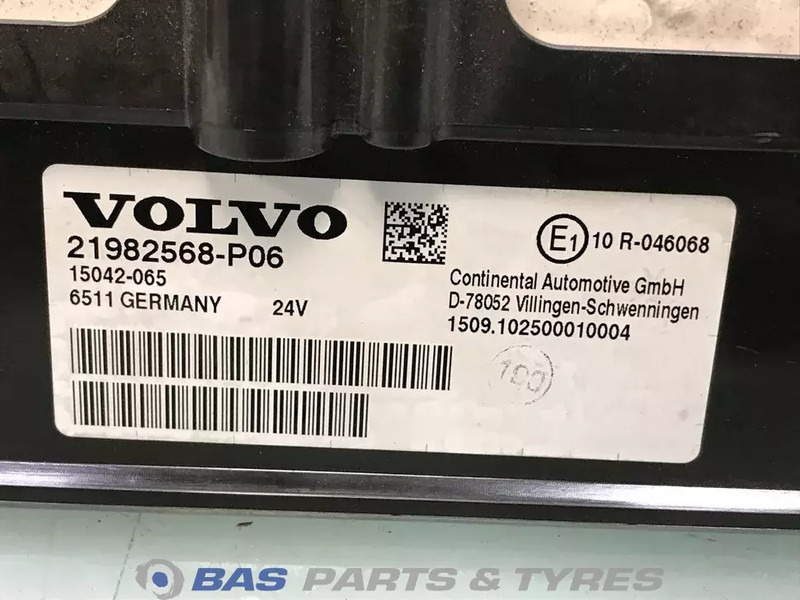 VOLVO
21982568-P06
15042-065
6511 GERMANY 24V
E1 10 R-046068
Continental Automotive GmbH
D-78052 Villingen-Schwenningen
1509.102500010004
100
BAS PARTS & TYRES